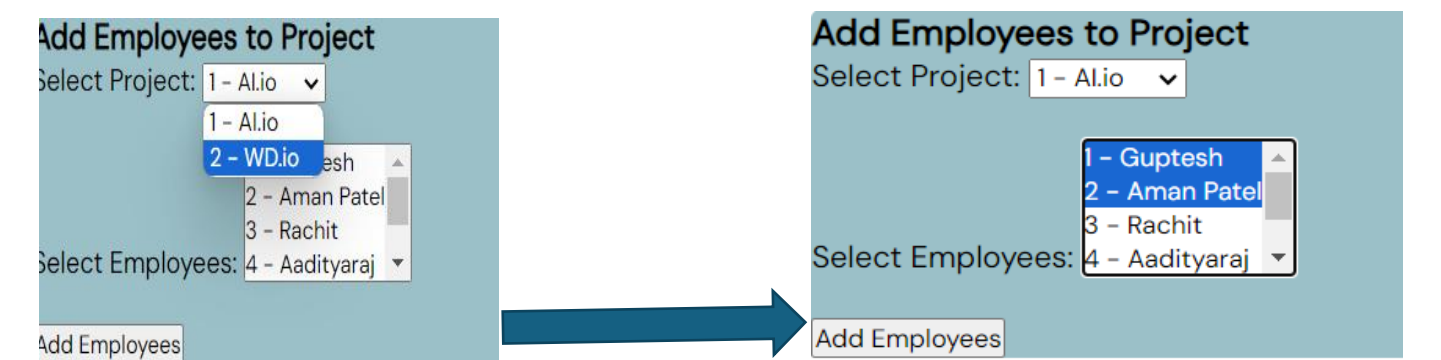 Add Employees to Project
Select Project: 1 - AI.io
1 - AI.io
2 - WD.io
esh
2 - Aman Patel
3 - Rachit
Select Employees: 4 - Aadityaraj
Add Employees
Add Employees to Project
Select Project: 1 - AI.io
1 - Guptesh
2 - Aman Patel
3 - Rachit
Select Employees: 4 - Aadityaraj
Add Employees